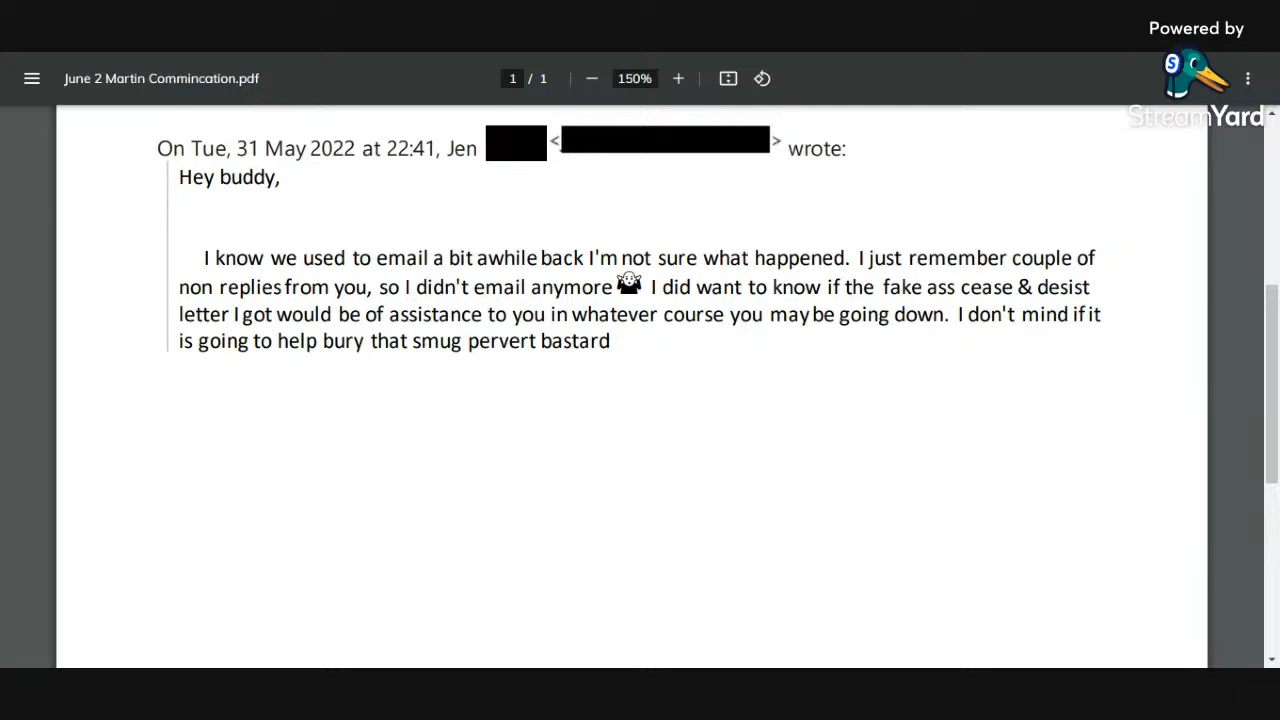 Powered by
S
StreamYard
June 2 Martin Commincation.pdf
1 / 1
150%
On Tue, 31 May 2022 at 22:41, Jen < > wrote:
Hey buddy,
I know we used to email a bit awhile back I'm not sure what happened. I just remember couple of
non replies from you, so I didn't email anymore 🤷 I did want to know if the fake ass cease & desist
letter I got would be of assistance to you in whatever course you may be going down. I don't mind if it
is going to help bury that smug pervert bastard